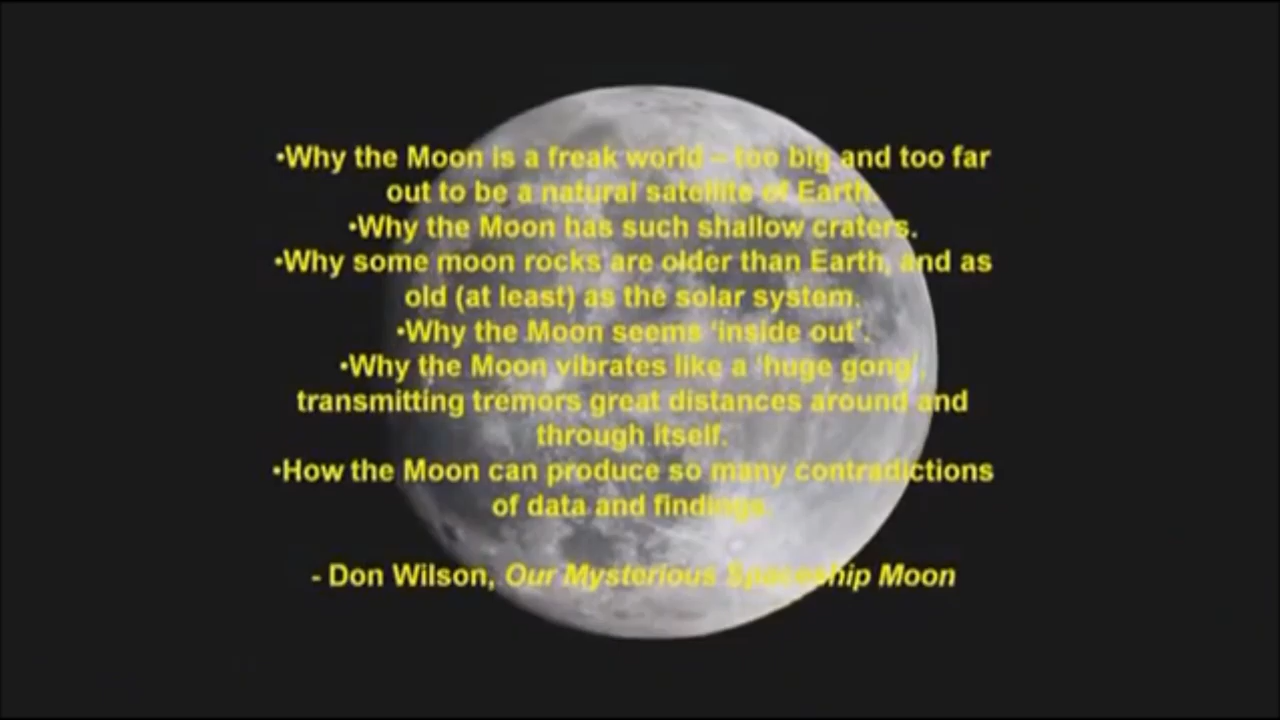 •Why the Moon is a freak world – too big and too far
out to be a natural satellite of Earth.
•Why the Moon has such shallow craters.
•Why some moon rocks are older than Earth, and as
old (at least) as the solar system.
•Why the Moon seems ‘inside out’.
•Why the Moon vibrates like a ‘huge gong’,
transmitting tremors great distances around and
through itself.
•How the Moon can produce so many contradictions
of data and findings.
- Don Wilson, Our Mysterious Spaceship Moon